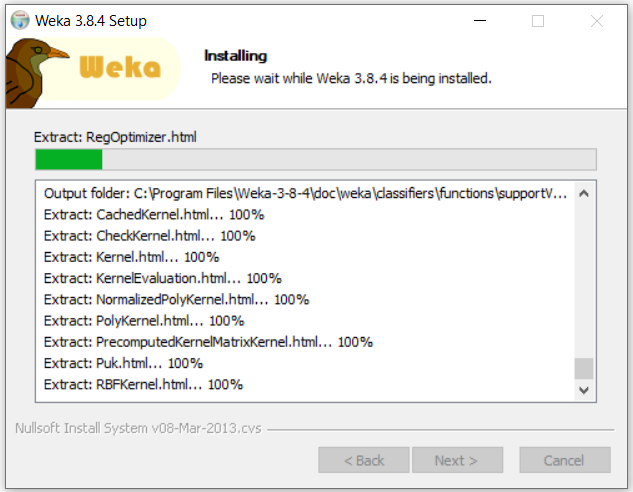 Weka 3.8.4 Setup
Weka
Installing
Please wait while Weka 3.8.4 is being installed.
Extract: RegOptimizer.html
Output folder: C:\Program Files\Weka-3-8-4\doc\weka\classifiers\functions\supportV...
Extract: CachedKernel.html... 100%
Extract: CheckKernel.html... 100%
Extract: Kernel.html... 100%
Extract: KernelEvaluation.html... 100%
Extract: NormalizedPolyKernel.html... 100%
Extract: PolyKernel.html... 100%
Extract: PrecomputedKernelMatrixKernel.html... 100%
Extract: Puk.html... 100%
Extract: RBFKernel.html... 100%
Nullsoft Install System v08-Mar-2013.cvs
< Back Next > Cancel